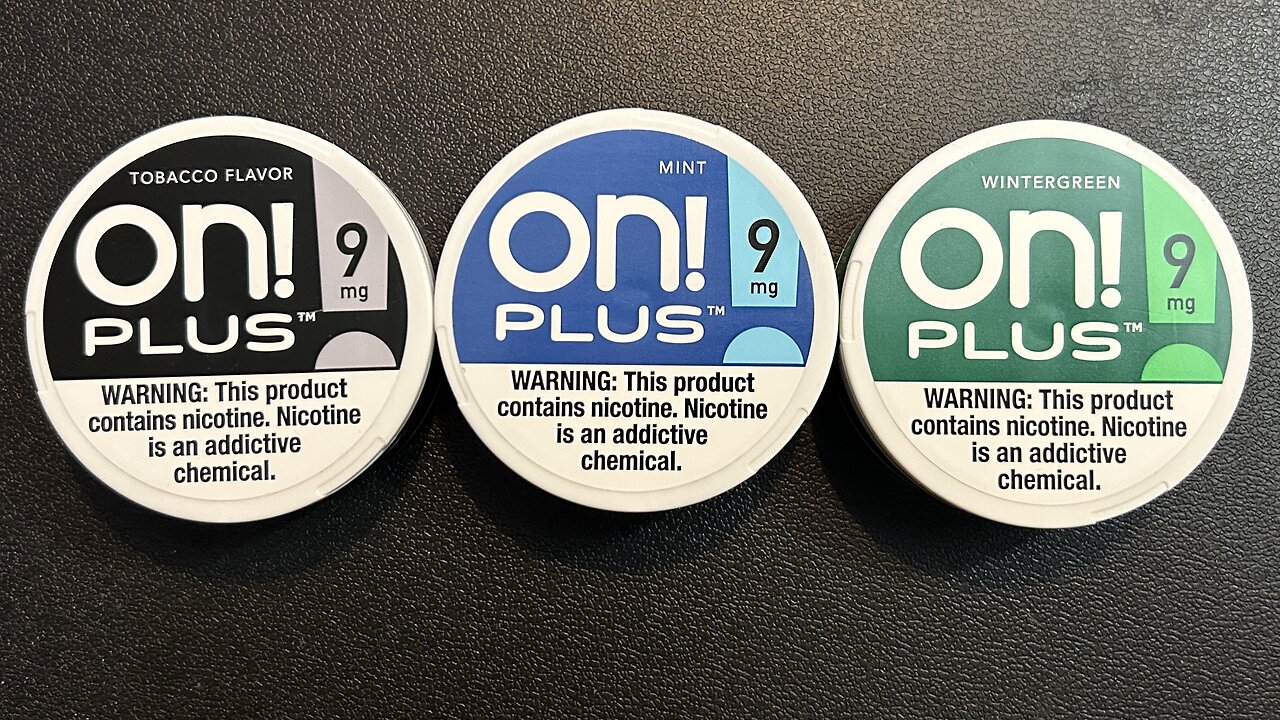 TOBACCO FLAVOR
on!
PLUS™
9
mg
WARNING: This product
contains nicotine. Nicotine
is an addictive
chemical.
MINT
on!
PLUS™
9
mg
WARNING: This product
contains nicotine. Nicotine
is an addictive
chemical.
WINTERGREEN
on!
PLUS™
9
mg
WARNING: This product
contains nicotine. Nicotine
is an addictive
chemical.